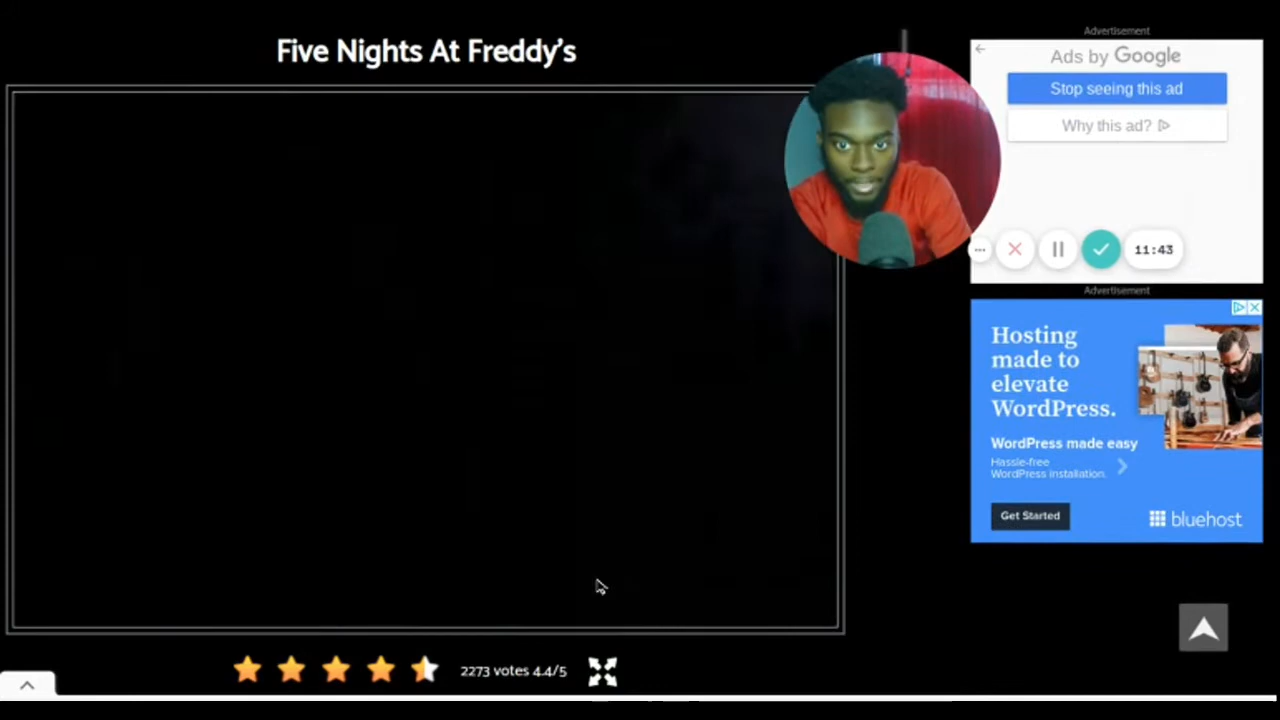 Five Nights At Freddy's
Advertisement
Ads by Google
Stop seeing this ad
Why this ad?
11:43
Advertisement
Hosting
made to
elevate
WordPress.
WordPress made easy
Hassle-free
WordPress installation.
Get Started
bluehost
2273 votes 4.4/5